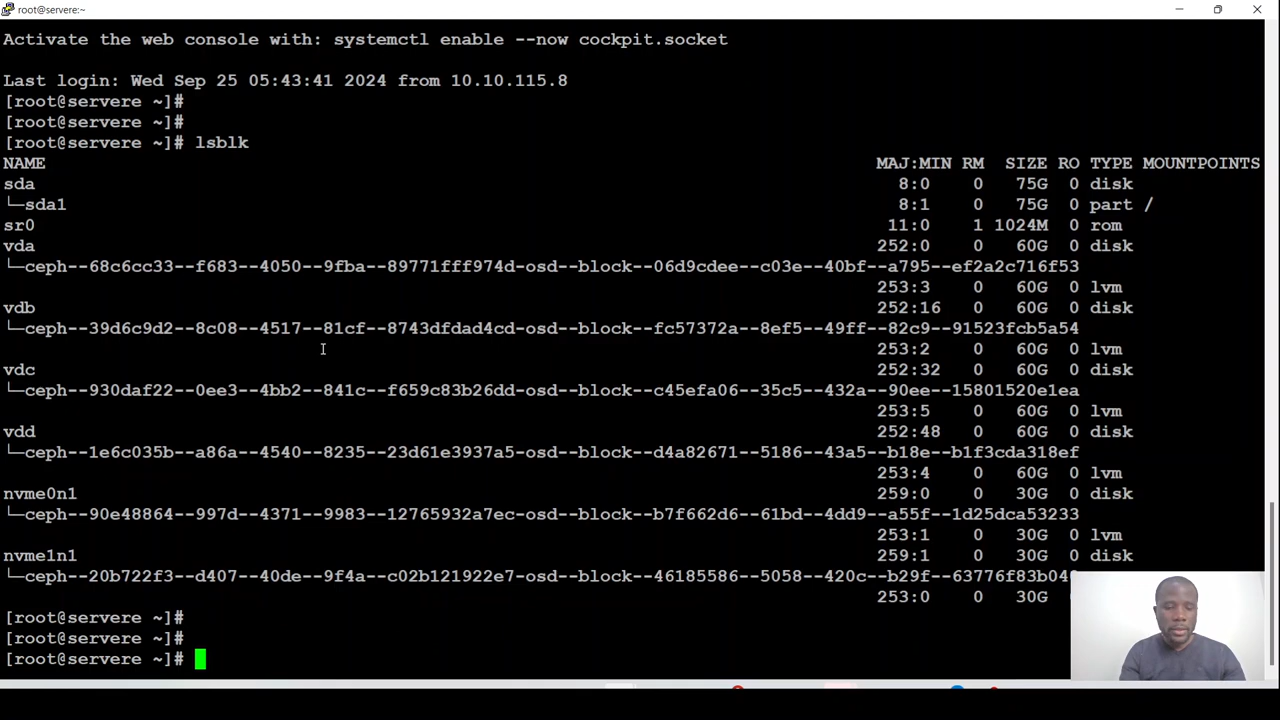 root@servere:~
Activate the web console with: systemctl enable --now cockpit.socket
Last login: Wed Sep 25 05:43:41 2024 from 10.10.115.8
[root@servere ~]#
[root@servere ~]#
[root@servere ~]# lsblk
NAME MAJ:MIN RM SIZE RO TYPE MOUNTPOINTS
sda 8:0 0 75G 0 disk
└─sda1 8:1 0 75G 0 part /
sr0 11:0 1 1024M 0 rom
vda 252:0 0 60G 0 disk
└─ceph--68c6cc33--f683--4050--9fba--89771fff974d-osd--block--06d9cdee--c03e--40bf--a795--ef2a2c716f53
253:3 0 60G 0 lvm
vdb 252:16 0 60G 0 disk
└─ceph--39d6c9d2--8c08--4517--81cf--8743dfdad4cd-osd--block--fc57372a--8ef5--49ff--82c9--91523fcb5a54
253:2 0 60G 0 lvm
vdc 252:32 0 60G 0 disk
└─ceph--930daf22--0ee3--4bb2--841c--f659c83b26dd-osd--block--c45efa06--35c5--432a--90ee--15801520e1ea
253:5 0 60G 0 lvm
vdd 252:48 0 60G 0 disk
└─ceph--1e6c035b--a86a--4540--8235--23d61e3937a5-osd--block--d4a82671--5186--43a5--b18e--b1f3cda318ef
253:4 0 60G 0 lvm
nvme0n1 259:0 0 30G 0 disk
└─ceph--90e48864--997d--4371--9983--12765932a7ec-osd--block--b7f662d6--61bd--4dd9--a55f--1d25dca53233
253:1 0 30G 0 lvm
nvme1n1 259:1 0 30G 0 disk
└─ceph--20b722f3--d407--40de--9f4a--c02b121922e7-osd--block--46185586--5058--420c--b29f--63776f83b04
253:0 0 30G
[root@servere ~]#
[root@servere ~]#
[root@servere ~]#